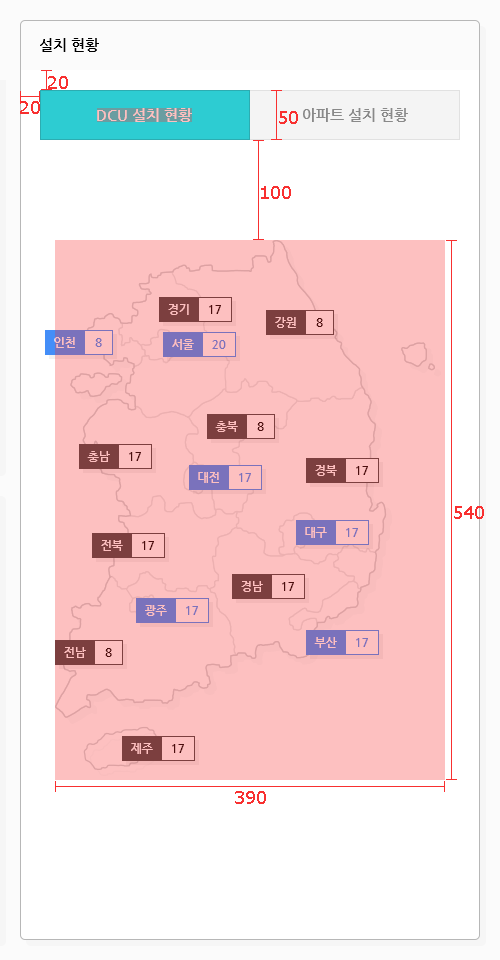 설치 현황
20
20
DCU 설치 현황
50
아파트 설치 현황
100
경기 17
강원 8
인천 8
서울 20
충북 8
충남 17
경북 17
대전 17
540
대구 17
전북 17
경남 17
광주 17
부산 17
전남 8
제주 17
390